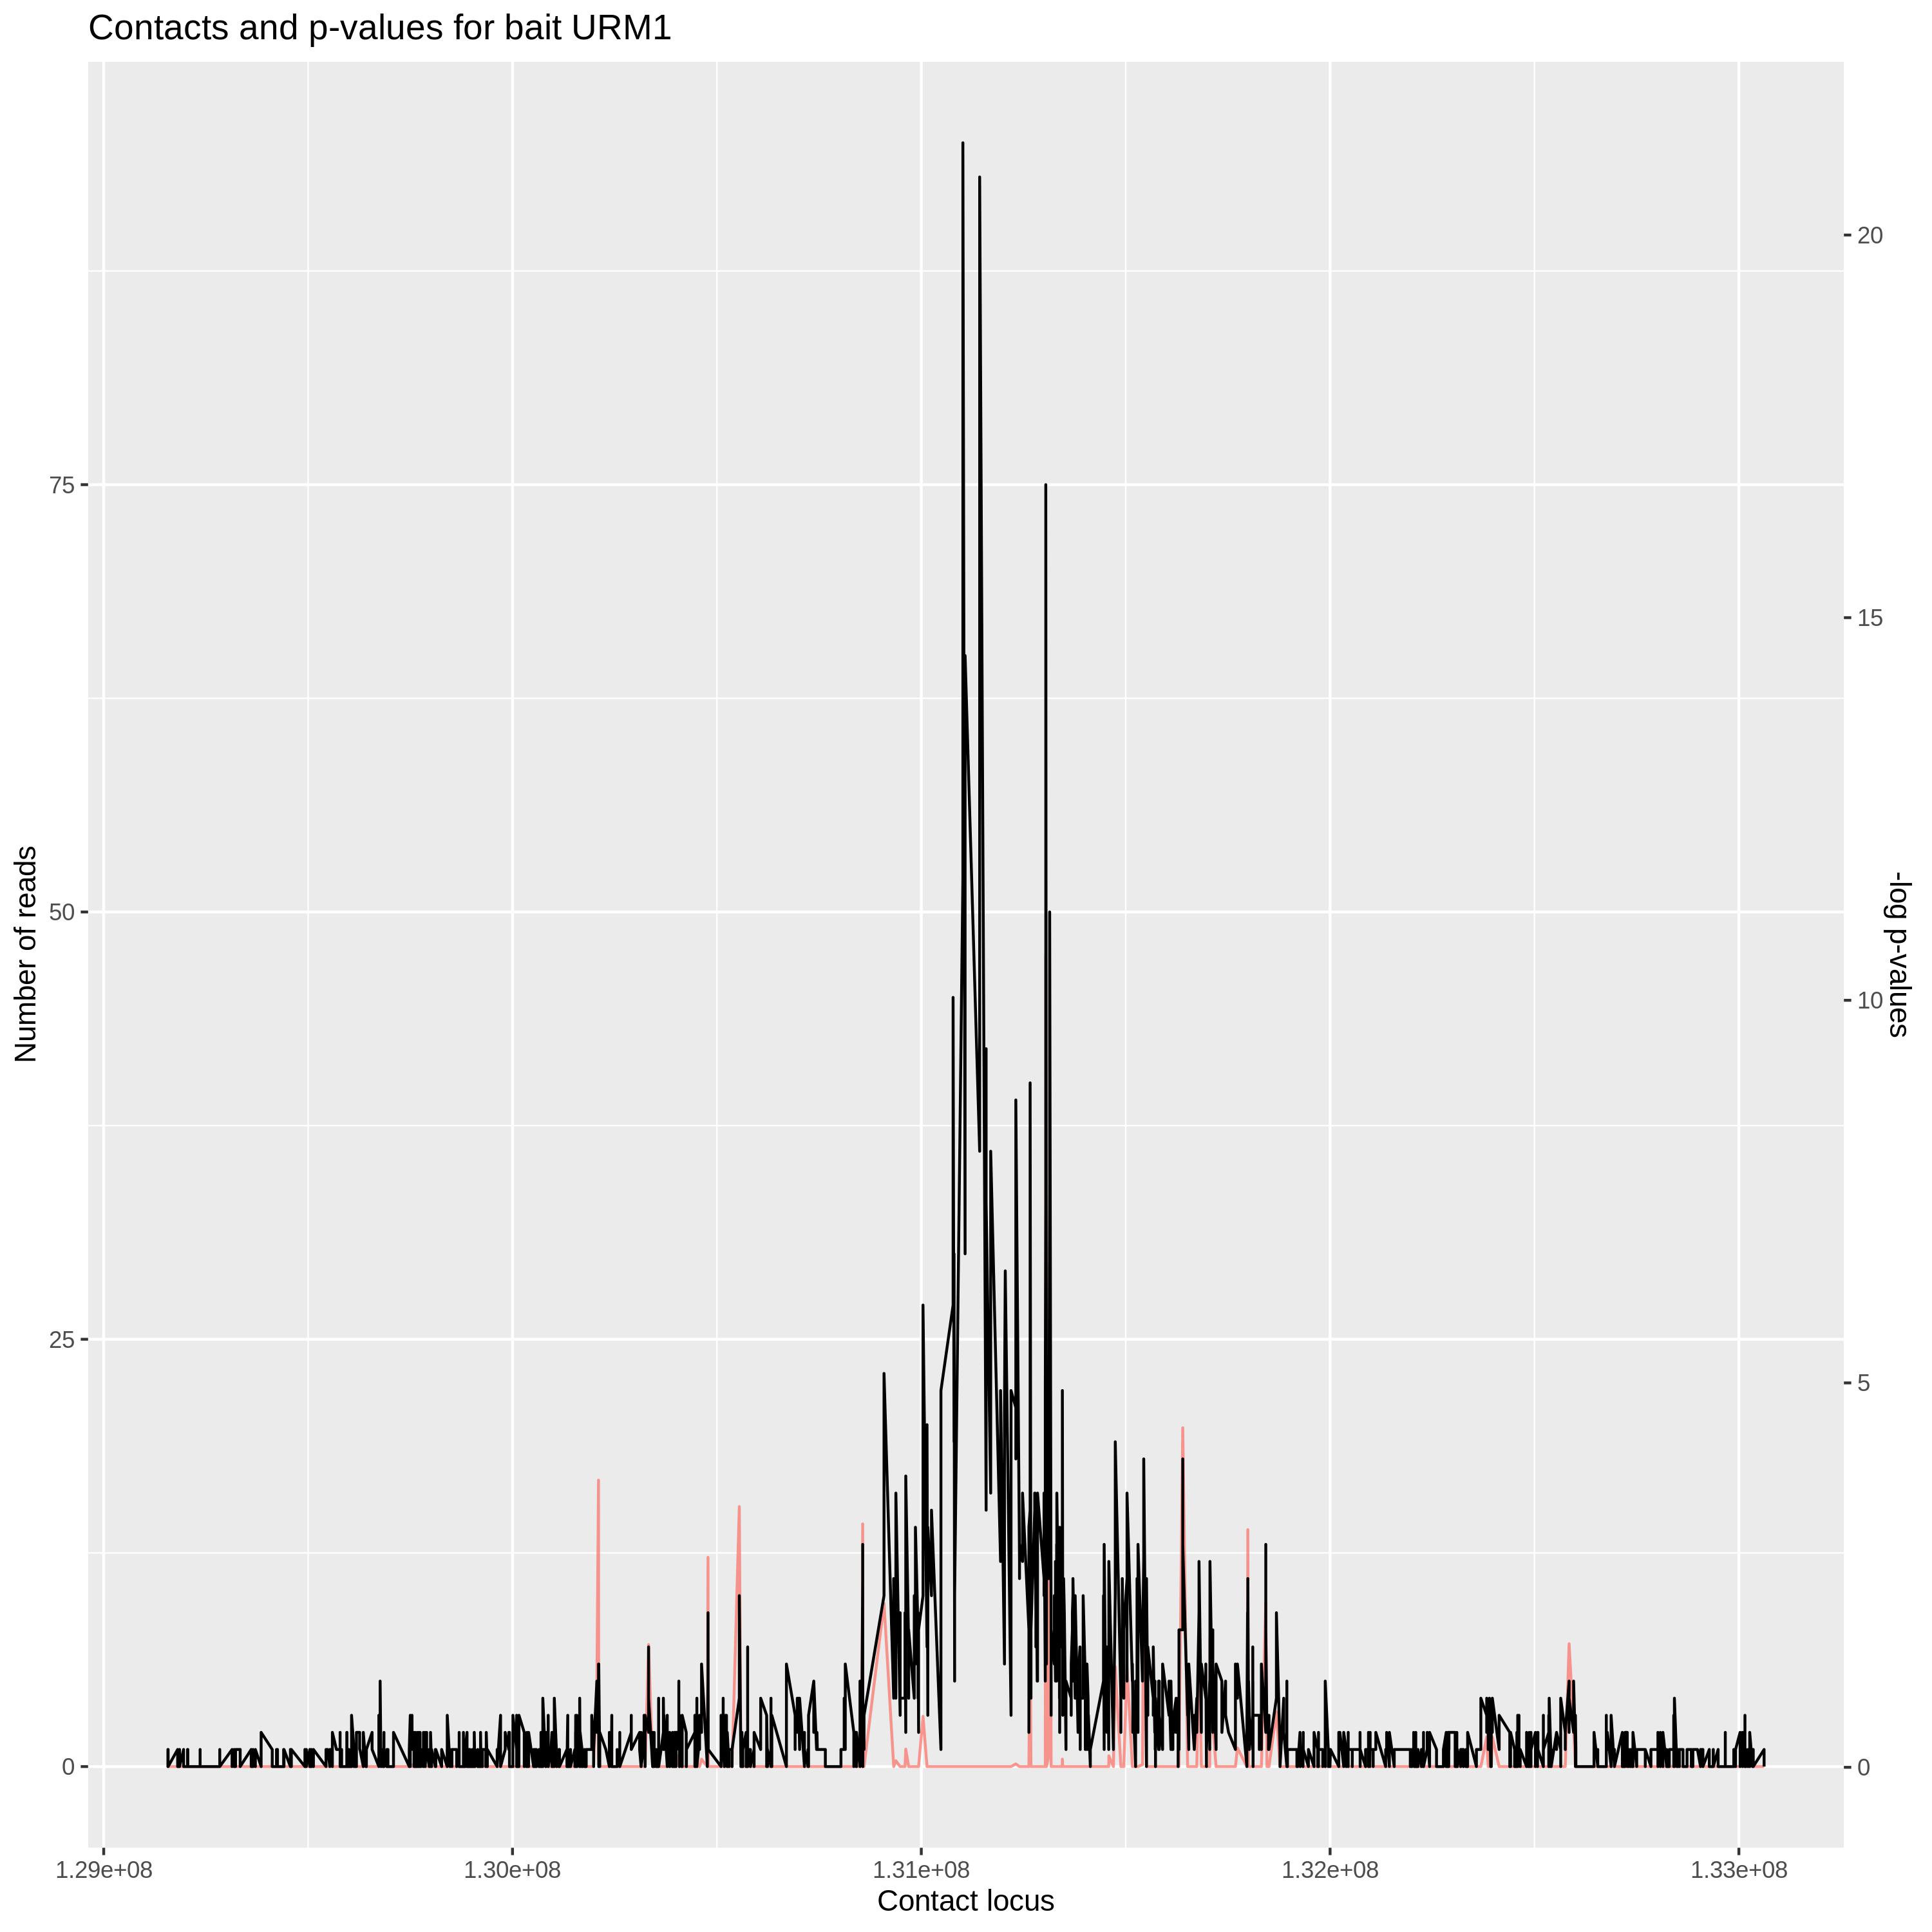 Contacts and p-values for bait URM1
Number of reads
75
50
25
0
20
15
10
5
0
-log p-values
1.29e+08
1.30e+08
1.31e+08
1.32e+08
1.33e+08
Contact locus